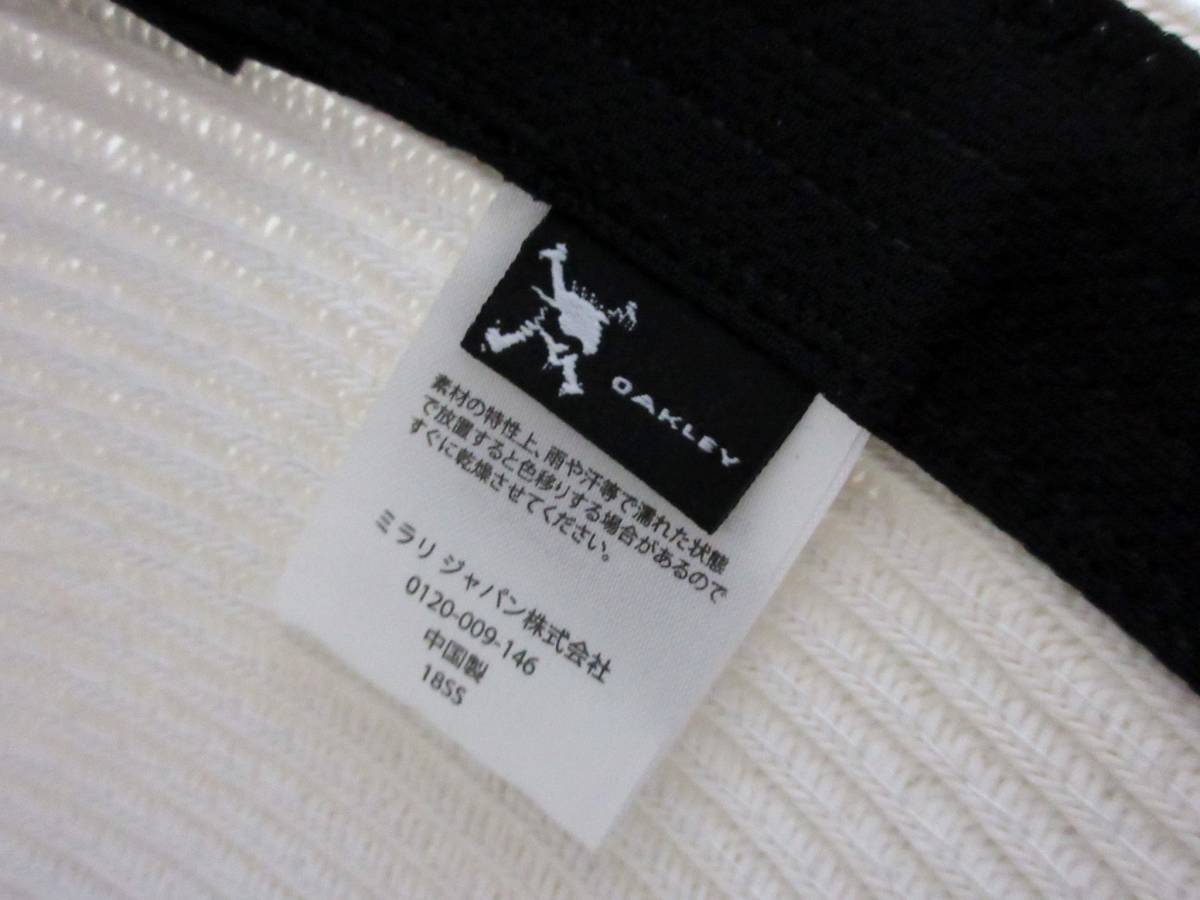 OAKLEY
素材の特性上、雨や汗等で濡れた状態
で放置すると色移りする場合があるので
すぐに乾燥させてください。
ミラリ ジャパン株式会社
0120-009-146
中国製
18SS